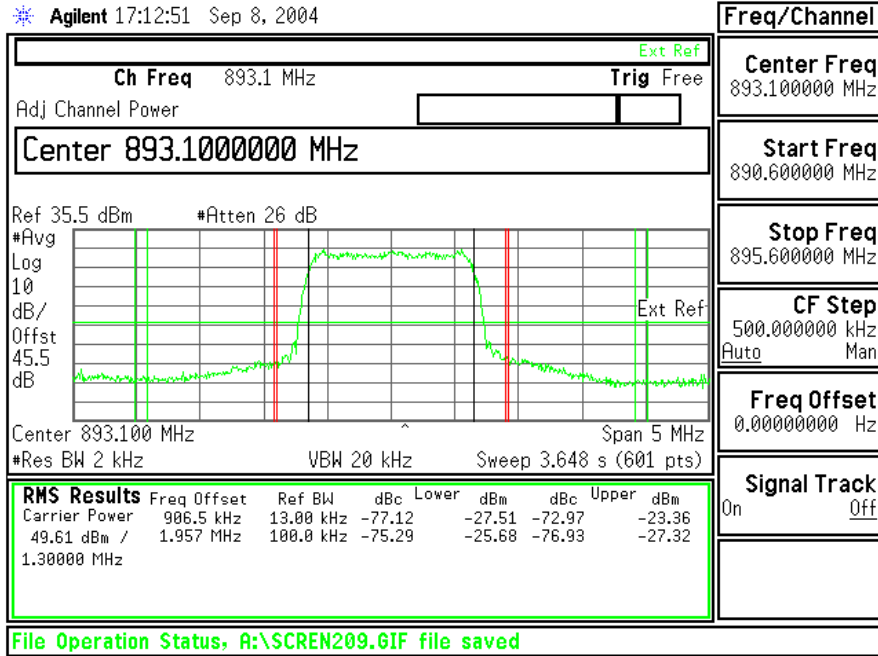 Agilent 17:12:51 Sep 8, 2004
Ext Ref
Ch Freq 893.1 MHz Trig Free
Adj Channel Power
Center 893.1000000 MHz
Ref 35.5 dBm #Atten 26 dB
#Avg
Log
10
dB/
Offst
45.5
dB
Ext Ref
Center 893.100 MHz Span 5 MHz
#Res BW 2 kHz VBW 20 kHz Sweep 3.648 s (601 pts)
RMS Results Freq Offset Ref BW dBc Lower dBm dBc Upper dBm
Carrier Power 906.5 kHz 13.00 kHz -77.12 -27.51 -72.97 -23.36
49.61 dBm / 1.957 MHz 100.0 kHz -75.29 -25.68 -76.93 -27.32
1.30000 MHz
File Operation Status, A:\SCREN209.GIF file saved
Freq/Channel
Center Freq
893.100000 MHz
Start Freq
890.600000 MHz
Stop Freq
895.600000 MHz
CF Step
500.000000 kHz
Auto Man
Freq Offset
0.00000000 Hz
Signal Track
On Off